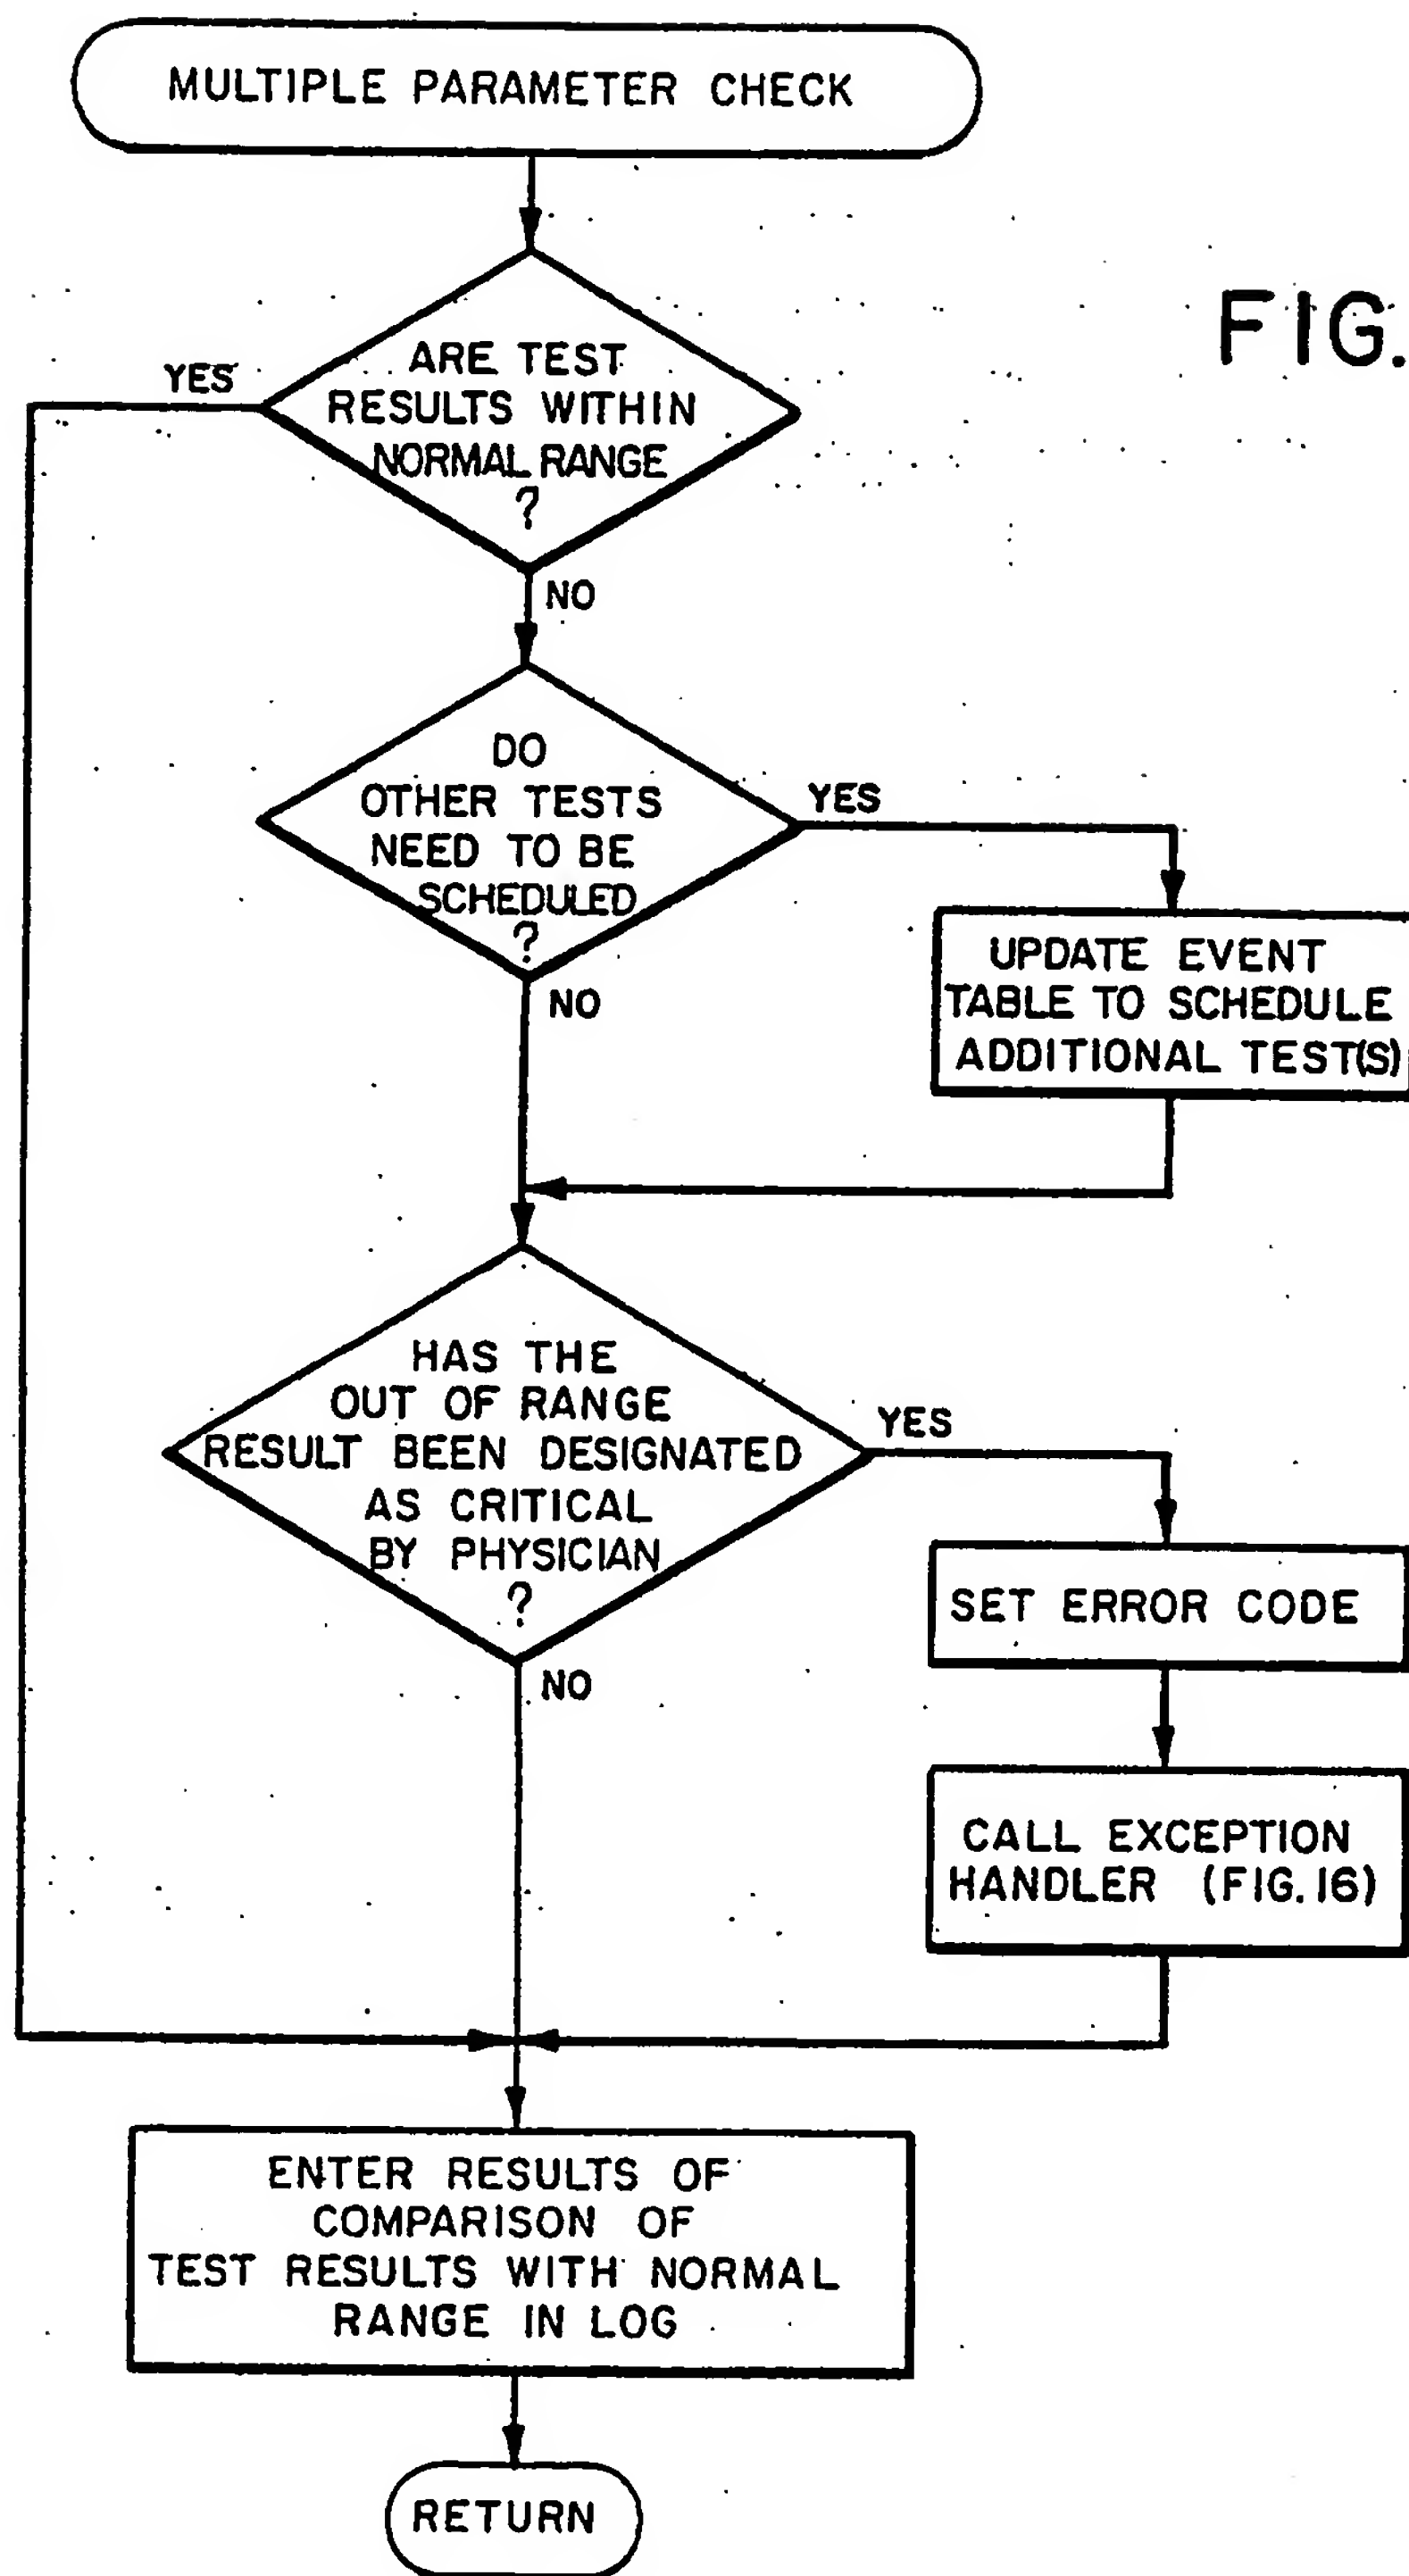 MULTIPLE PARAMETER CHECK
FIG.
ARE TEST
RESULTS WITHIN
NORMAL RANGE
?
YES
NO
DO
OTHER TESTS
NEED TO BE
SCHEDULED
?
YES
NO
UPDATE EVENT
TABLE TO SCHEDULE
ADDITIONAL TEST(S)
HAS THE
OUT OF RANGE
RESULT BEEN DESIGNATED
AS CRITICAL
BY PHYSICIAN
?
YES
NO
SET ERROR CODE
CALL EXCEPTION
HANDLER (FIG. 16)
ENTER RESULTS OF
COMPARISON OF
TEST RESULTS WITH NORMAL
RANGE IN LOG
RETURN